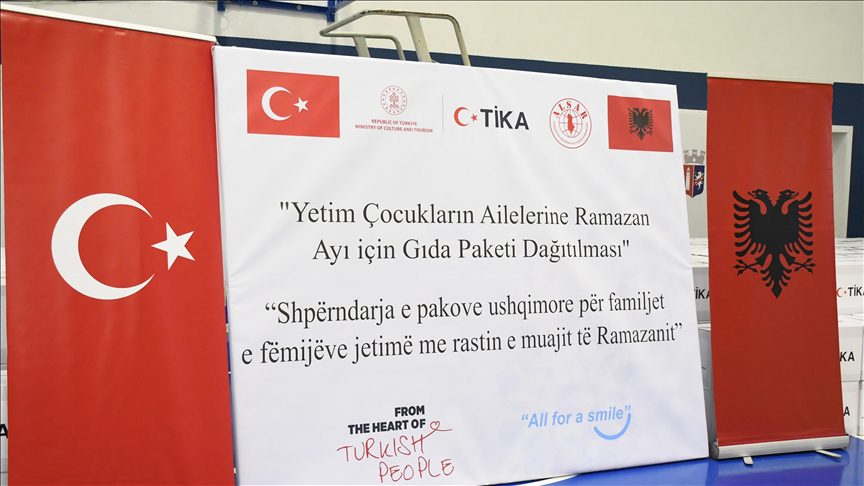 REPUBLIC OF TÜRKİYE
MINISTRY OF CULTURE AND TOURISM
TİKA
ALSAR
"Yetim Çocukların Ailelerine Ramazan
Ayı için Gıda Paketi Dağıtılması"
“Shpërndarja e pakove ushqimore për familjet
e fëmijëve jetimë me rastin e muajit të Ramazanit”
FROM
THE HEART OF
TURKISH
PEOPLE
“All for a smile”
TİKA
TİKA